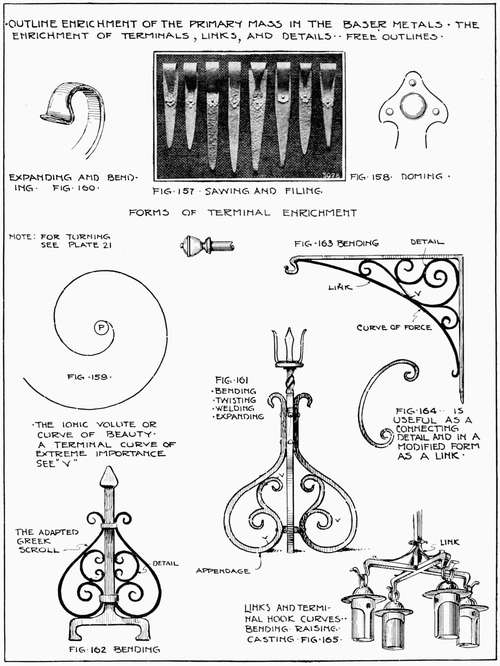 ·OUTLINE ENRICHMENT OF THE PRIMARY MASS IN THE BASER METALS · THE
ENRICHMENT OF TERMINALS, LINKS, AND DETAILS · · FREE OUTLINES ·
EXPANDING AND BEND-
ING · FIG·160·
3028
FIG·157 · SAWING AND FILING
FIG·158 DOMING ·
FORMS OF TERMINAL ENRICHMENT
NOTE: FOR TURNING
SEE PLATE 21
FIG·163 BENDING
DETAIL
LINK
V
CURVE OF FORCE
P
FIG·159·
·THE IONIC VOLUTE OR
CURVE OF BEAUTY·
A TERMINAL CURVE OF
EXTREME IMPORTANCE
SEE "V"
FIG·161
·BENDING
·TWISTING
·WELDING
·EXPANDING
V
V
APPENDAGE
FIG·164·· IS
USEFUL AS A
CONNECTING
DETAIL AND IN A
MODIFIED FORM
AS A LINK·
THE ADAPTED
GREEK
SCROLL
DETAIL
FIG·162 BENDING
LINK
LINKS AND TERMI-
NAL HOOK CURVES··
BENDING RAISING
CASTING·FIG·165·